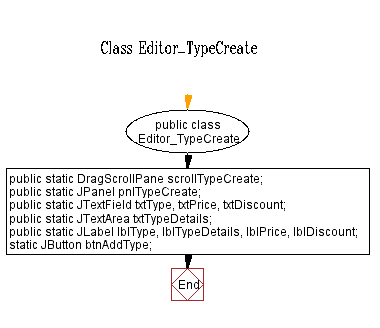 Class Editor_TypeCreate
public class
Editor_TypeCreate
public static DragScrollPane scrollTypeCreate;
public static JPanel pnlTypeCreate;
public static JTextField txtType, txtPrice, txtDiscount;
public static JTextArea txtTypeDetails;
public static JLabel lblType, lblTypeDetails, lblPrice, lblDiscount;
static JButton btnAddType;
End